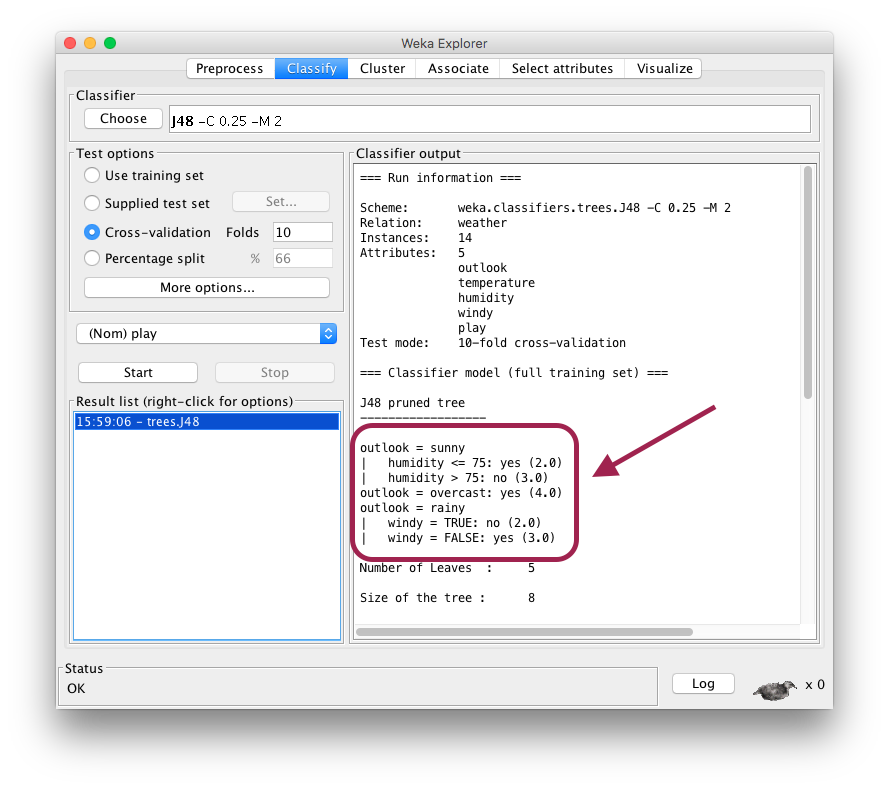 Weka Explorer
Preprocess Classify Cluster Associate Select attributes Visualize
Classifier
Choose J48 -C 0.25 -M 2
Test options
Use training set
Supplied test set Set...
Cross-validation Folds 10
Percentage split % 66
More options...
(Nom) play
Start Stop
Result list (right-click for options)
15:59:06 - trees.J48
Classifier output
=== Run information ===
Scheme: weka.classifiers.trees.J48 -C 0.25 -M 2
Relation: weather
Instances: 14
Attributes: 5
outlook
temperature
humidity
windy
play
Test mode: 10-fold cross-validation
=== Classifier model (full training set) ===
J48 pruned tree
------------------
outlook = sunny
|   humidity <= 75: yes (2.0)
|   humidity > 75: no (3.0)
outlook = overcast: yes (4.0)
outlook = rainy
|   windy = TRUE: no (2.0)
|   windy = FALSE: yes (3.0)
Number of Leaves : 5
Size of the tree : 8
Status
OK
Log
x 0